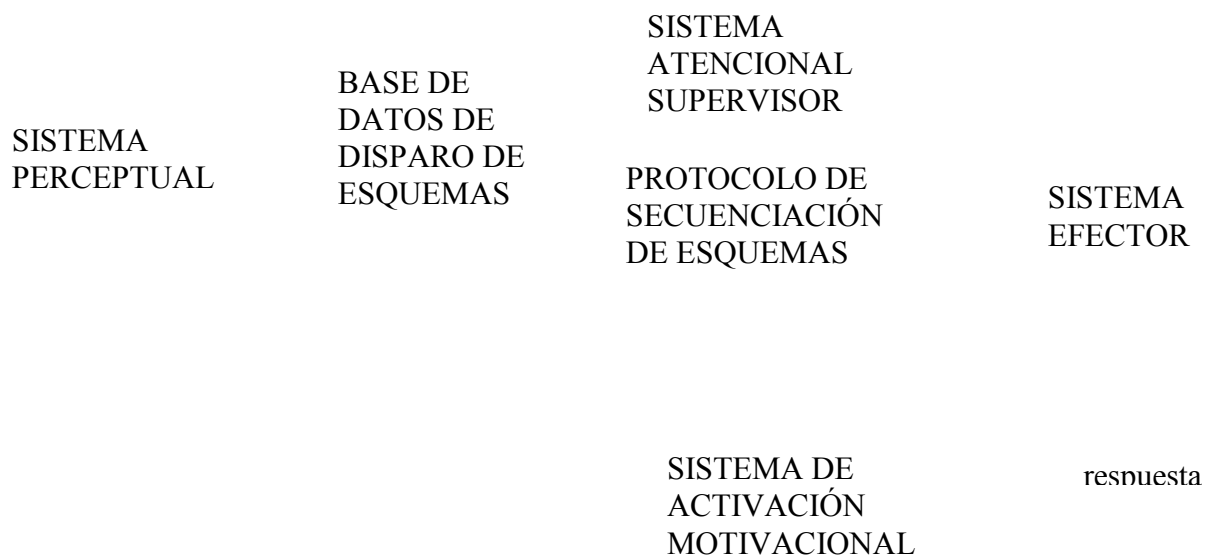 SISTEMA
PERCEPTUAL
BASE DE
DATOS DE
DISPARO DE
ESQUEMAS
SISTEMA
ATENCIONAL
SUPERVISOR
PROTOCOLO DE
SECUENCIACIÓN
DE ESQUEMAS
SISTEMA
EFECTOR
SISTEMA DE
ACTIVACIÓN
MOTIVACIONAL
respuesta